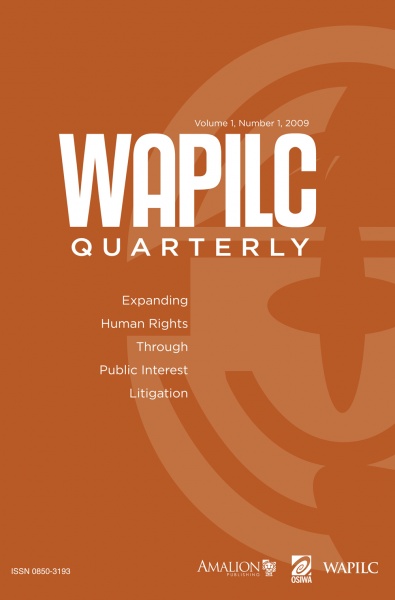 Volume 1, Number 1, 2009
WAPILC
QUARTERLY
Expanding
Human Rights
Through
Public Interest
Litigation
ISSN 0850-3193
AMALION
PUBLISHING
OSIWA
WAPILC